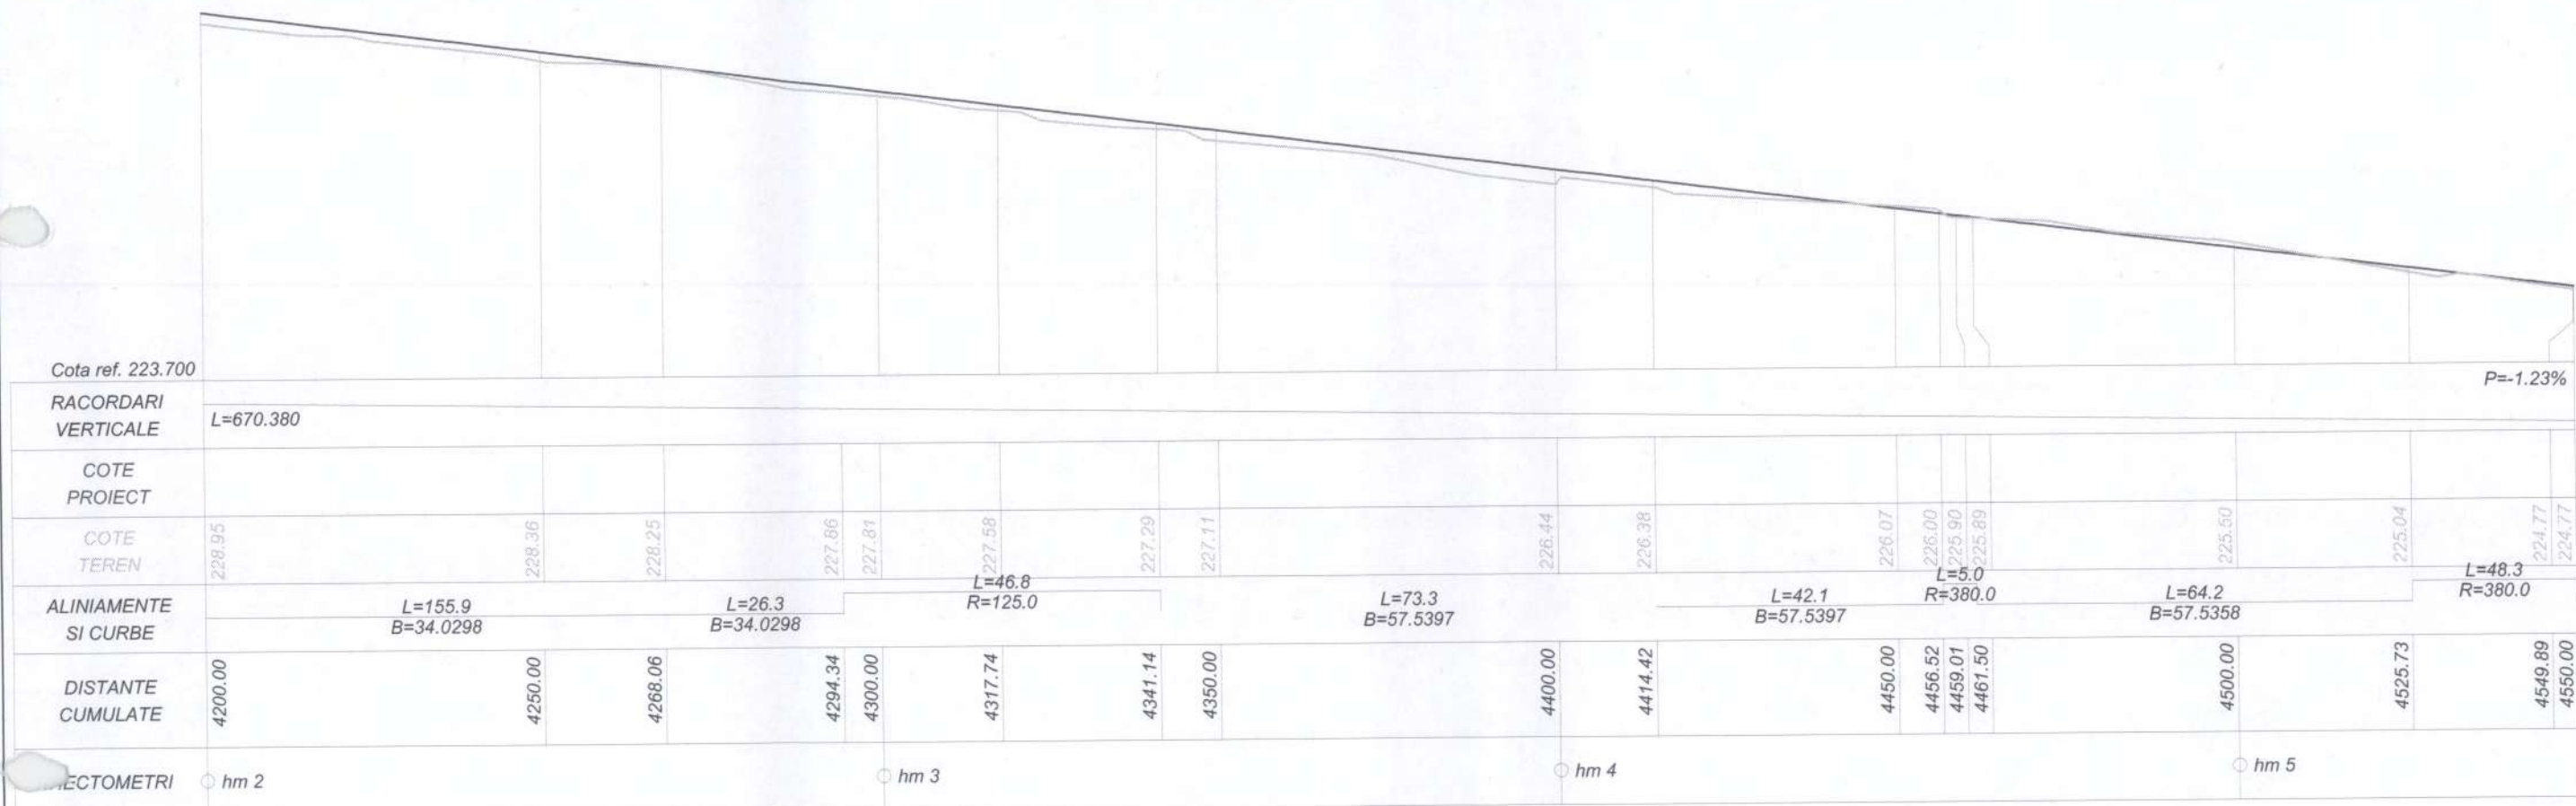 Cota ref. 223.700
P=-1.23%
RACORDARI
VERTICALE
L=670.380
COTE
PROIECT
COTE
TEREN
228.95 228.36 228.25 227.86 227.81 227.58 227.29 227.11 226.44 226.38 226.07 226.00 225.90 225.89 225.50 225.04 224.77 224.77
ALINIAMENTE
SI CURBE
L=155.9
B=34.0298
L=26.3
B=34.0298
L=46.8
R=125.0
L=73.3
B=57.5397
L=42.1
B=57.5397
L=5.0
R=380.0
L=64.2
B=57.5358
L=48.3
R=380.0
DISTANTE
CUMULATE
4200.00 4250.00 4268.06 4294.34 4300.00 4317.74 4341.14 4350.00 4400.00 4414.42 4450.00 4456.52 4459.01 4461.50 4500.00 4525.73 4549.89 4550.00
ECTOMETRI
hm 2 hm 3 hm 4 hm 5